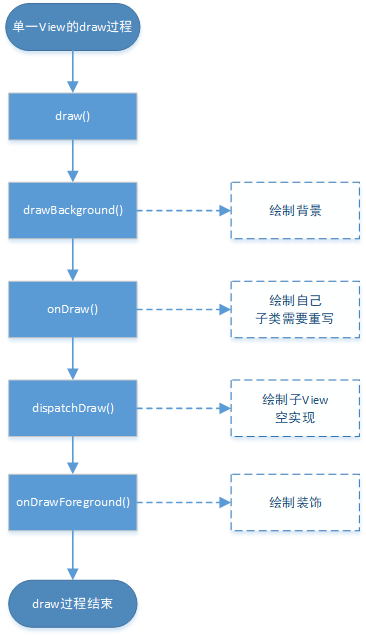 单一View的draw过程
draw()
drawBackground()
绘制背景
onDraw()
绘制自己
子类需要重写
dispatchDraw()
绘制子View
空实现
onDrawForeground()
绘制装饰
draw过程结束